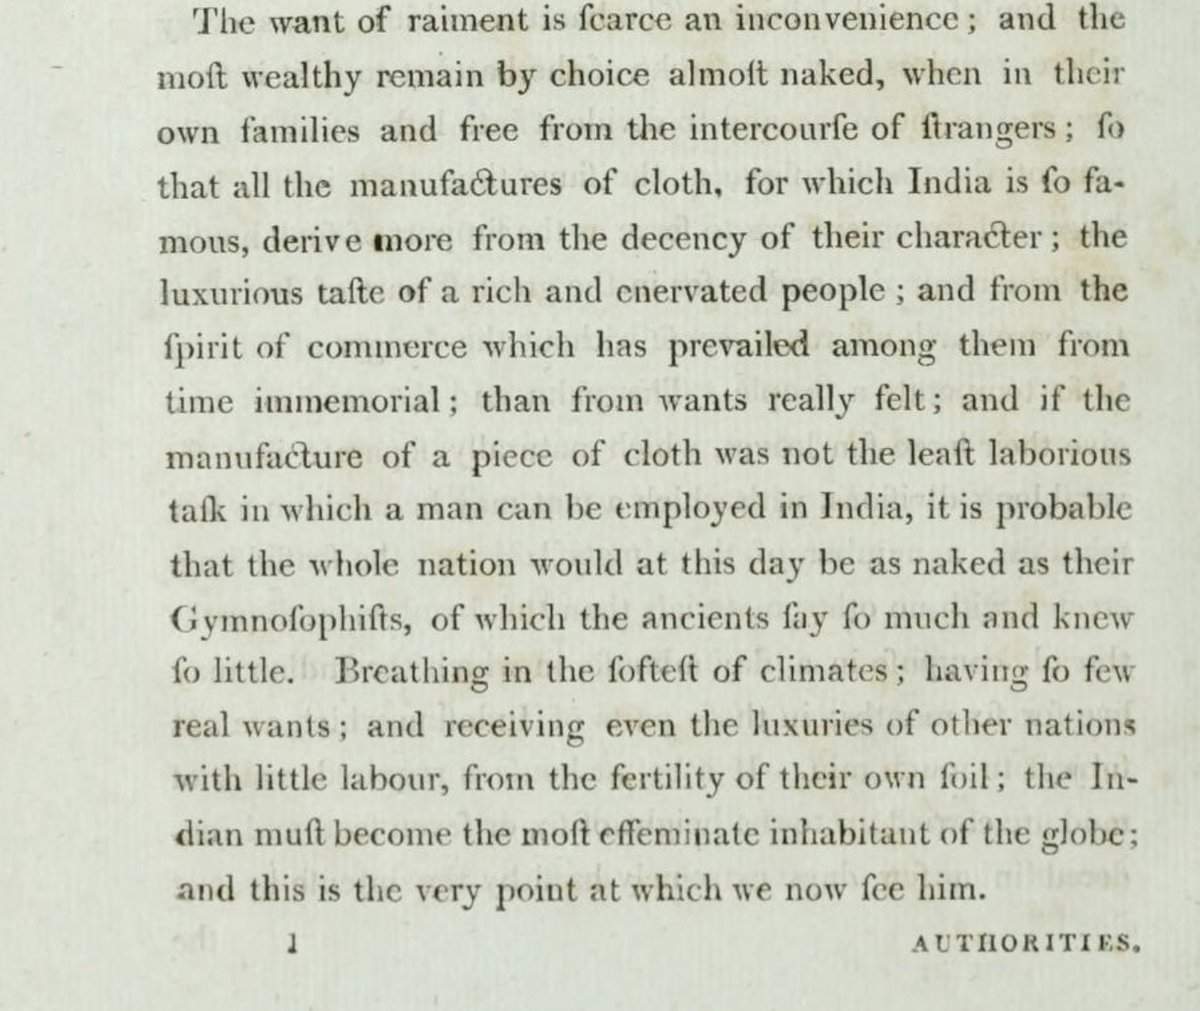 The want of raiment is ſcarce an inconvenience; and the
moſt wealthy remain by choice almoſt naked, when in their
own families and free from the intercourſe of ſtrangers; ſo
that all the manufactures of cloth, for which India is ſo fa-
mous, derive more from the decency of their character; the
luxurious taſte of a rich and enervated people; and from the
ſpirit of commerce which has prevailed among them from
time immemorial; than from wants really felt; and if the
manufacture of a piece of cloth was not the leaſt laborious
taſk in which a man can be employed in India, it is probable
that the whole nation would at this day be as naked as their
Gymnoſophiſts, of which the ancients ſay ſo much and knew
ſo little. Breathing in the ſofteſt of climates; having ſo few
real wants; and receiving even the luxuries of other nations
with little labour, from the fertility of their own ſoil; the In-
dian muſt become the moſt effeminate inhabitant of the globe;
and this is the very point at which we now ſee him.
1 AUTHORITIES.